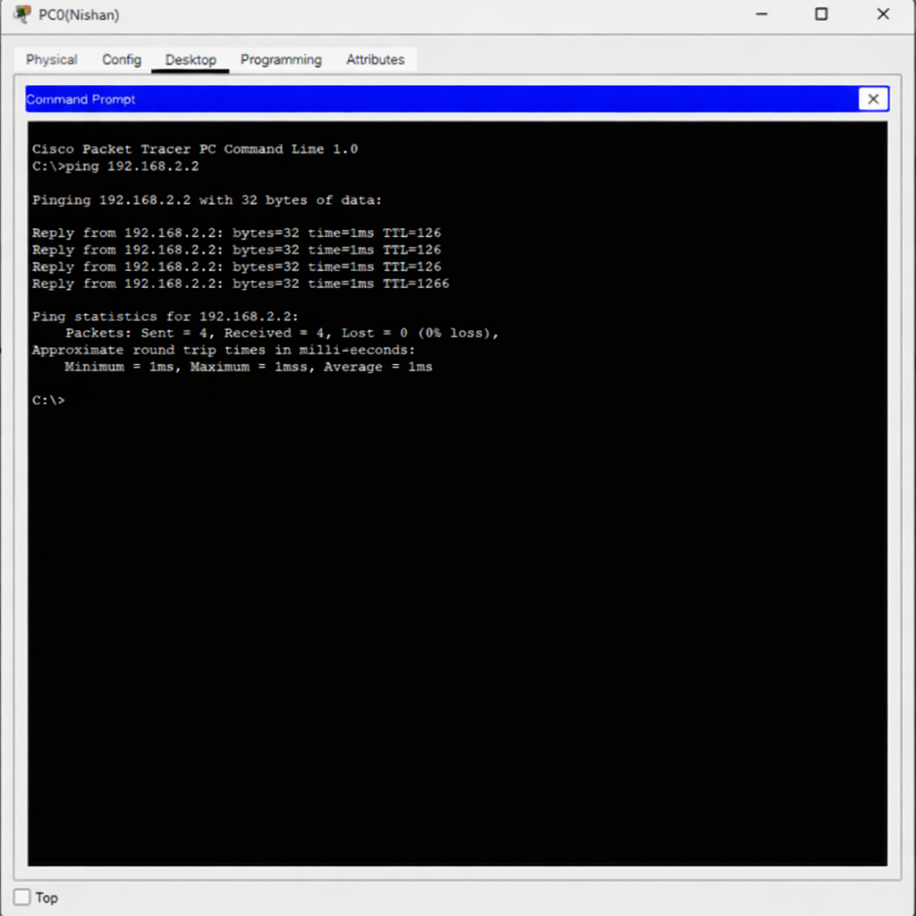 PC0(Nishan)
Physical Config Desktop Programming Attributes
Command Prompt
Cisco Packet Tracer PC Command Line 1.0
C:\>ping 192.168.2.2
Pinging 192.168.2.2 with 32 bytes of data:
Reply from 192.168.2.2: bytes=32 time=1ms TTL=126
Reply from 192.168.2.2: bytes=32 time=1ms TTL=126
Reply from 192.168.2.2: bytes=32 time=1ms TTL=126
Reply from 192.168.2.2: bytes=32 time=1ms TTL=1266
Ping statistics for 192.168.2.2:
Packets: Sent = 4, Received = 4, Lost = 0 (0% loss),
Approximate round trip times in milli-eeconds:
Minimum = 1ms, Maximum = 1mss, Average = 1ms
C:\>
Top